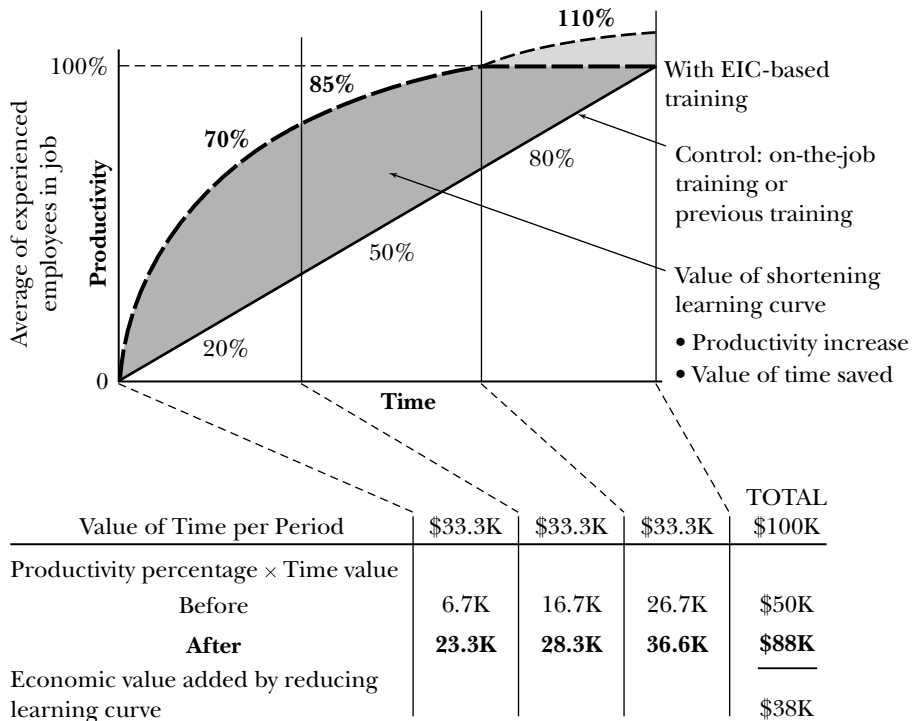 110%
100%
85%
70%
With EIC-based
training
80%
Control: on-the-job
training or
previous training
50%
Value of shortening
learning curve
• Productivity increase
• Value of time saved
20%
Average of experienced
employees in job
Productivity
0
Time
TOTAL
Value of Time per Period $33.3K $33.3K $33.3K $100K
Productivity percentage × Time value
Before 6.7K 16.7K 26.7K $50K
After 23.3K 28.3K 36.6K $88K
Economic value added by reducing
learning curve $38K